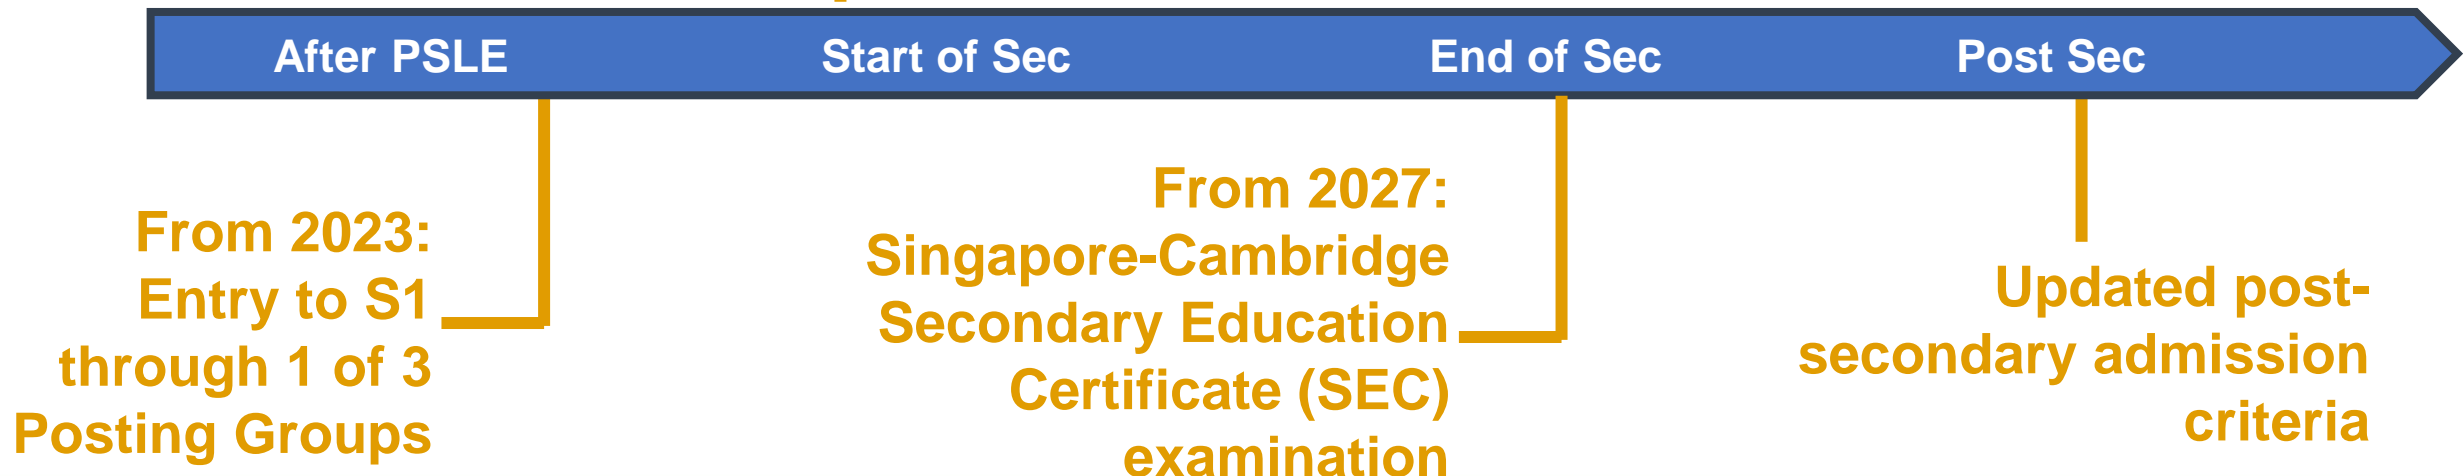 After PSLE
Start of Sec
End of Sec
Post Sec
From 2023:
Entry to S1
through 1 of 3
Posting Groups
From 2027:
Singapore-Cambridge
Secondary Education
Certificate (SEC)
examination
Updated post-
secondary admission
criteria